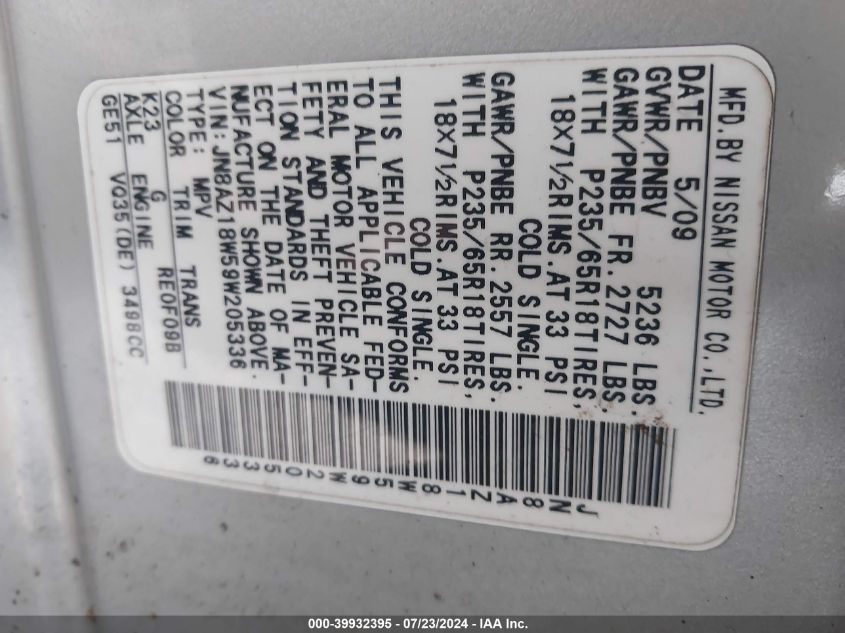 MFD.BY NISSAN MOTOR CO.,LTD.
DATE 5/09
GVWR/PNBV 5236 LBS.
GAWR/PNBE FR. 2727 LBS.
WITH P235/65R18TIRES,
18X7½RIMS.AT 33 PSI
COLD SINGLE.
GAWR/PNBE RR. 2557 LBS
WITH P235/65R18TIRES,
18X7½RIMS.AT 33 PSI
COLD SINGLE.
THIS VEHICLE CONFORMS
TO ALL APPLICABLE FED-
ERAL MOTOR VEHICLE SA-
FETY AND THEFT PREVEN-
TION STANDARDS IN EFF-
ECT ON THE DATE OF MA-
NUFACTURE SHOWN ABOVE.
VIN:JN8AZ18W59W205336
TYPE: MPV
COLOR TRIM TRANS
K23 G RE0F09B
AXLE ENGINE
GE51 VQ35(DE) 3498CC
JN8AZ18W59W205336
000-39932395 / 07/23/2024 - IAA Inc.